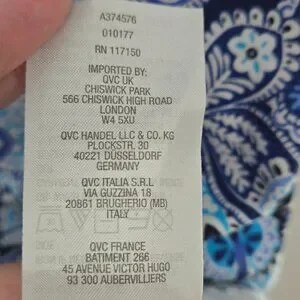 A374576
010177
RN 117150
IMPORTED BY:
QVC UK
CHISWICK PARK
566 CHISWICK HIGH ROAD
LONDON
W4 5XU
QVC HANDEL LLC & CO. KG
PLOCKSTR. 30
40221 DÜSSELDORF
GERMANY
QVC ITALIA S.R.L
VIA GUZZINA 18
20861 BRUGHERIO (MB)
ITALY
QVC FRANCE
BATIMENT 266
45 AVENUE VICTOR HUGO
93 300 AUBERVILLIERS